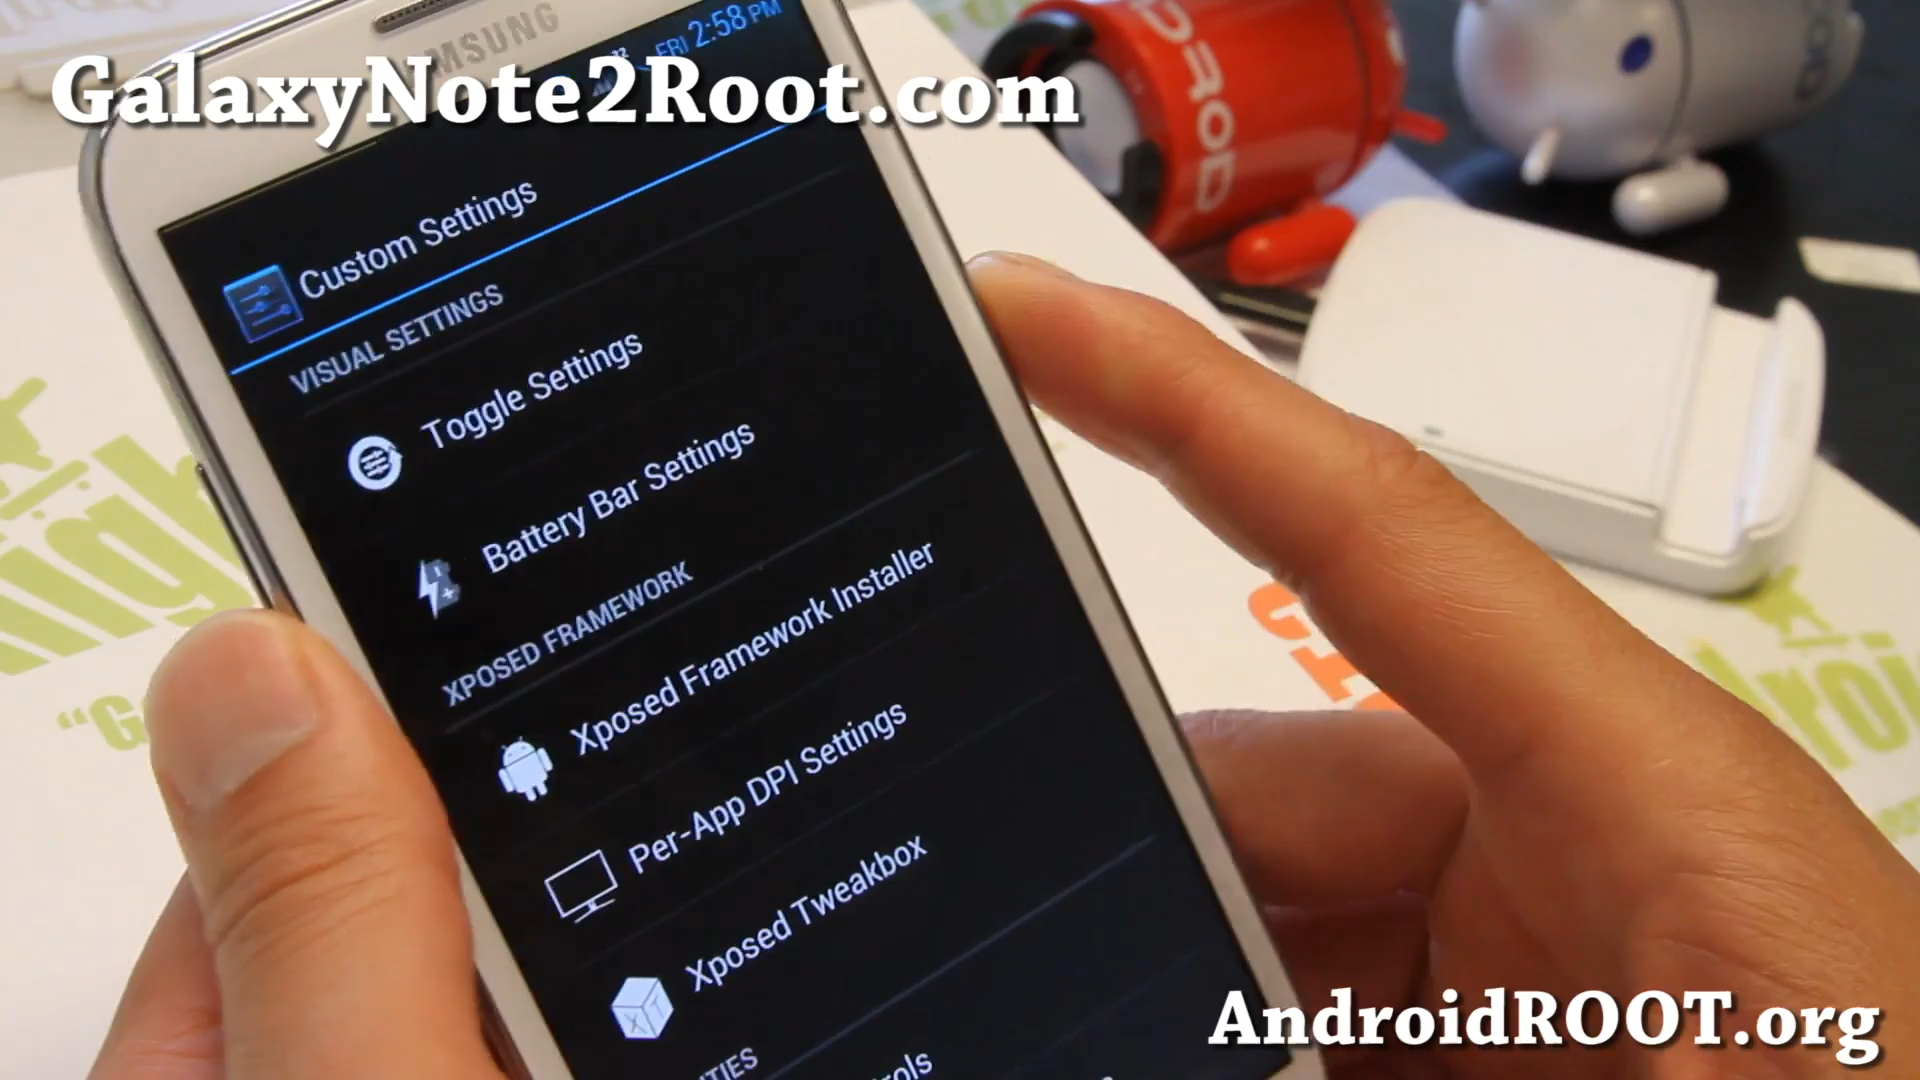 GalaxyNote2Root.com
SAMSUNG
FRI 2:58 PM
Custom Settings
VISUAL SETTINGS
Toggle Settings
Battery Bar Settings
XPOSED FRAMEWORK
Xposed Framework Installer
Per-App DPI Settings
Xposed Tweakbox
XT
AndroidROOT.org